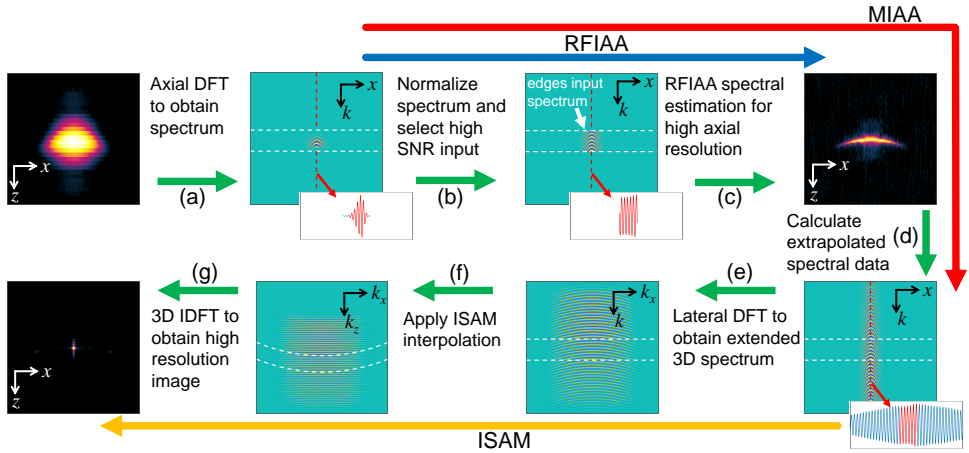 MIAA
RFIAA
Axial DFT
to obtain
spectrum
Normalize
spectrum and
select high
SNR input
edges input
spectrum
RFIAA spectral
estimation for
high axial
resolution
x
z
x
k
x
k
x
z
(a)
(b)
(c)
Calculate
extrapolated
spectral data
(d)
(g)
(f)
(e)
3D IDFT to
obtain high
resolution
image
Apply ISAM
interpolation
Lateral DFT to
obtain extended
3D spectrum
x
z
kx
kz
kx
k
x
k
ISAM